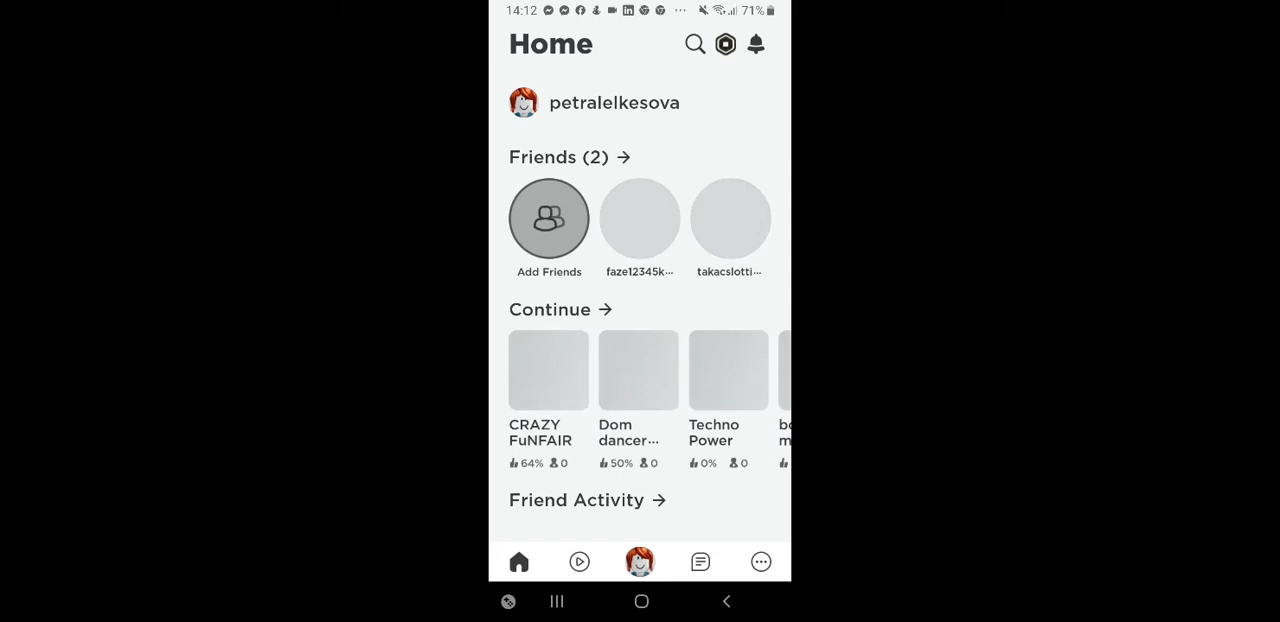 14:12 71%
Home
petralelkesova
Friends (2) →
Add Friends faze12345k... takacslotti...
Continue →
CRAZY FuNFAIR
Dom dancer...
Techno Power
bo
m
64% 0 50% 0 0% 0
Friend Activity →